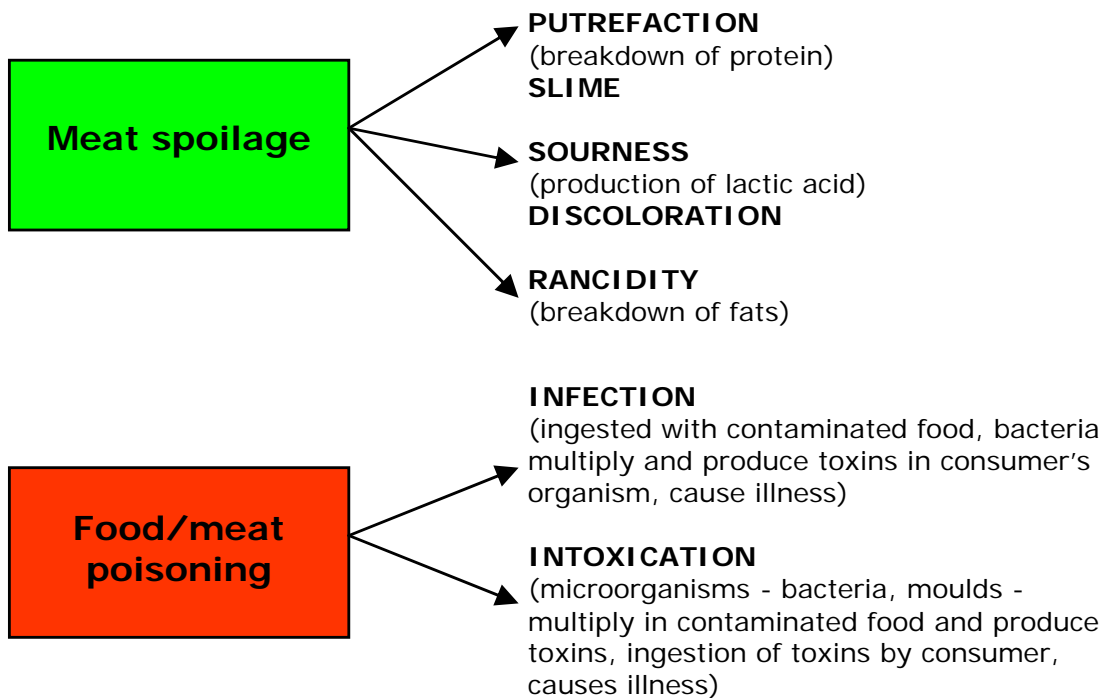 Meat spoilage
PUTREFACTION
(breakdown of protein)
SLIME
SOURNESS
(production of lactic acid)
DISCOLORATION
RANCIDITY
(breakdown of fats)
Food/meat
poisoning
INFECTION
(ingested with contaminated food, bacteria
multiply and produce toxins in consumer’s
organism, cause illness)
INTOXICATION
(microorganisms - bacteria, moulds -
multiply in contaminated food and produce
toxins, ingestion of toxins by consumer,
causes illness)